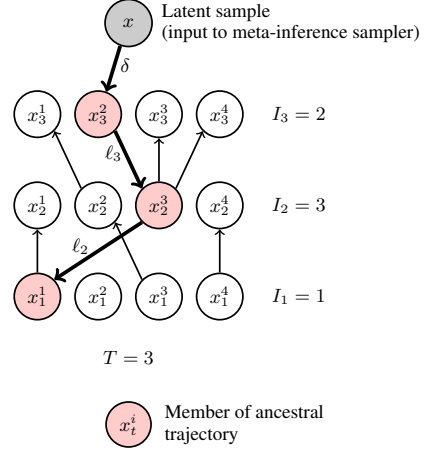 x Latent sample
(input to meta-inference sampler)
δ
x_3^1 x_3^2 x_3^3 x_3^4 I_3 = 2
ℓ_3
x_2^1 x_2^2 x_2^3 x_2^4 I_2 = 3
ℓ_2
x_1^1 x_1^2 x_1^3 x_1^4 I_1 = 1
T = 3
x_t^i Member of ancestral
trajectory